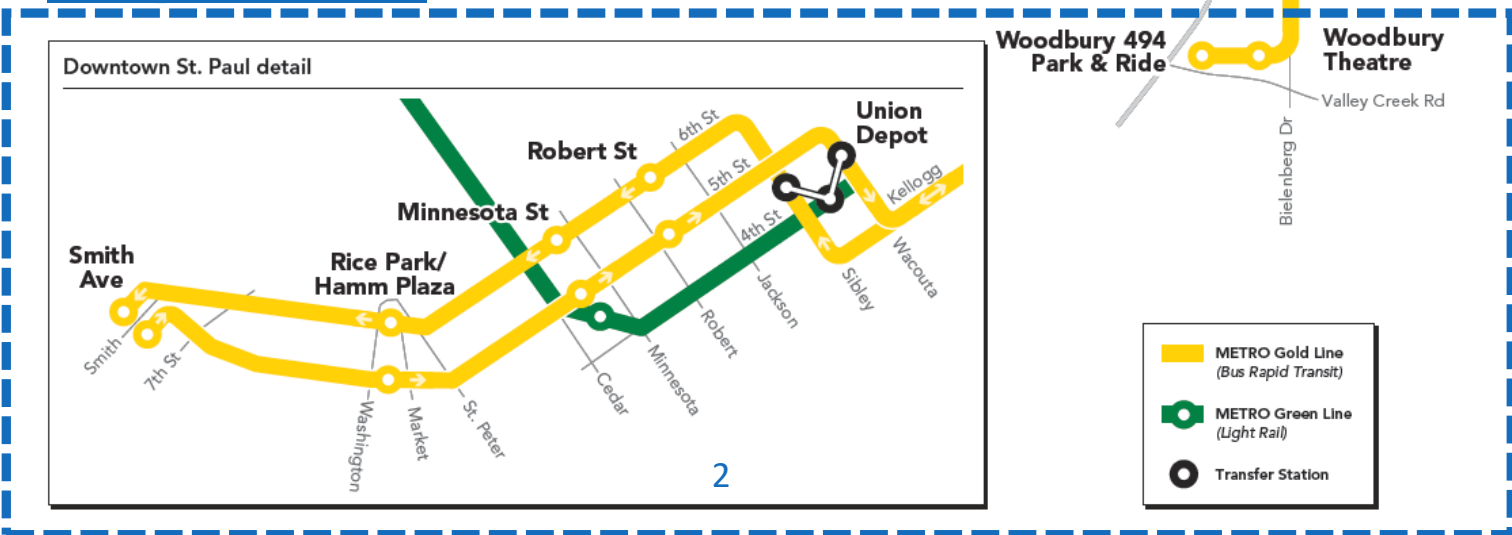 Downtown St. Paul detail
Union
Depot
6th St
Robert St
5th St
Kellogg
Minnesota St
4th St
Smith
Ave
Rice Park/
Hamm Plaza
Wacouta
Sibley
Jackson
Robert
Smith
7th St
Minnesota
Cedar
Washington
Market
St. Peter
2
Woodbury 494
Park & Ride
Woodbury
Theatre
Valley Creek Rd
Bielenberg Dr
METRO Gold Line
(Bus Rapid Transit)
METRO Green Line
(Light Rail)
Transfer Station